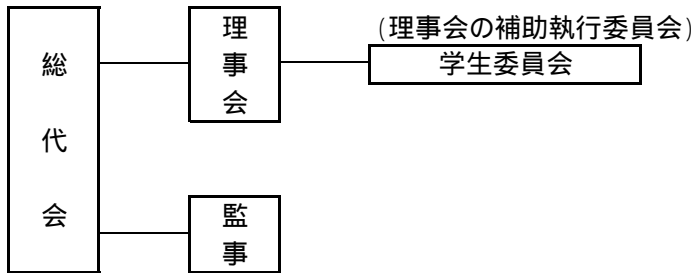 総代会
理事会
(理事会の補助執行委員会)
学生委員会
監事